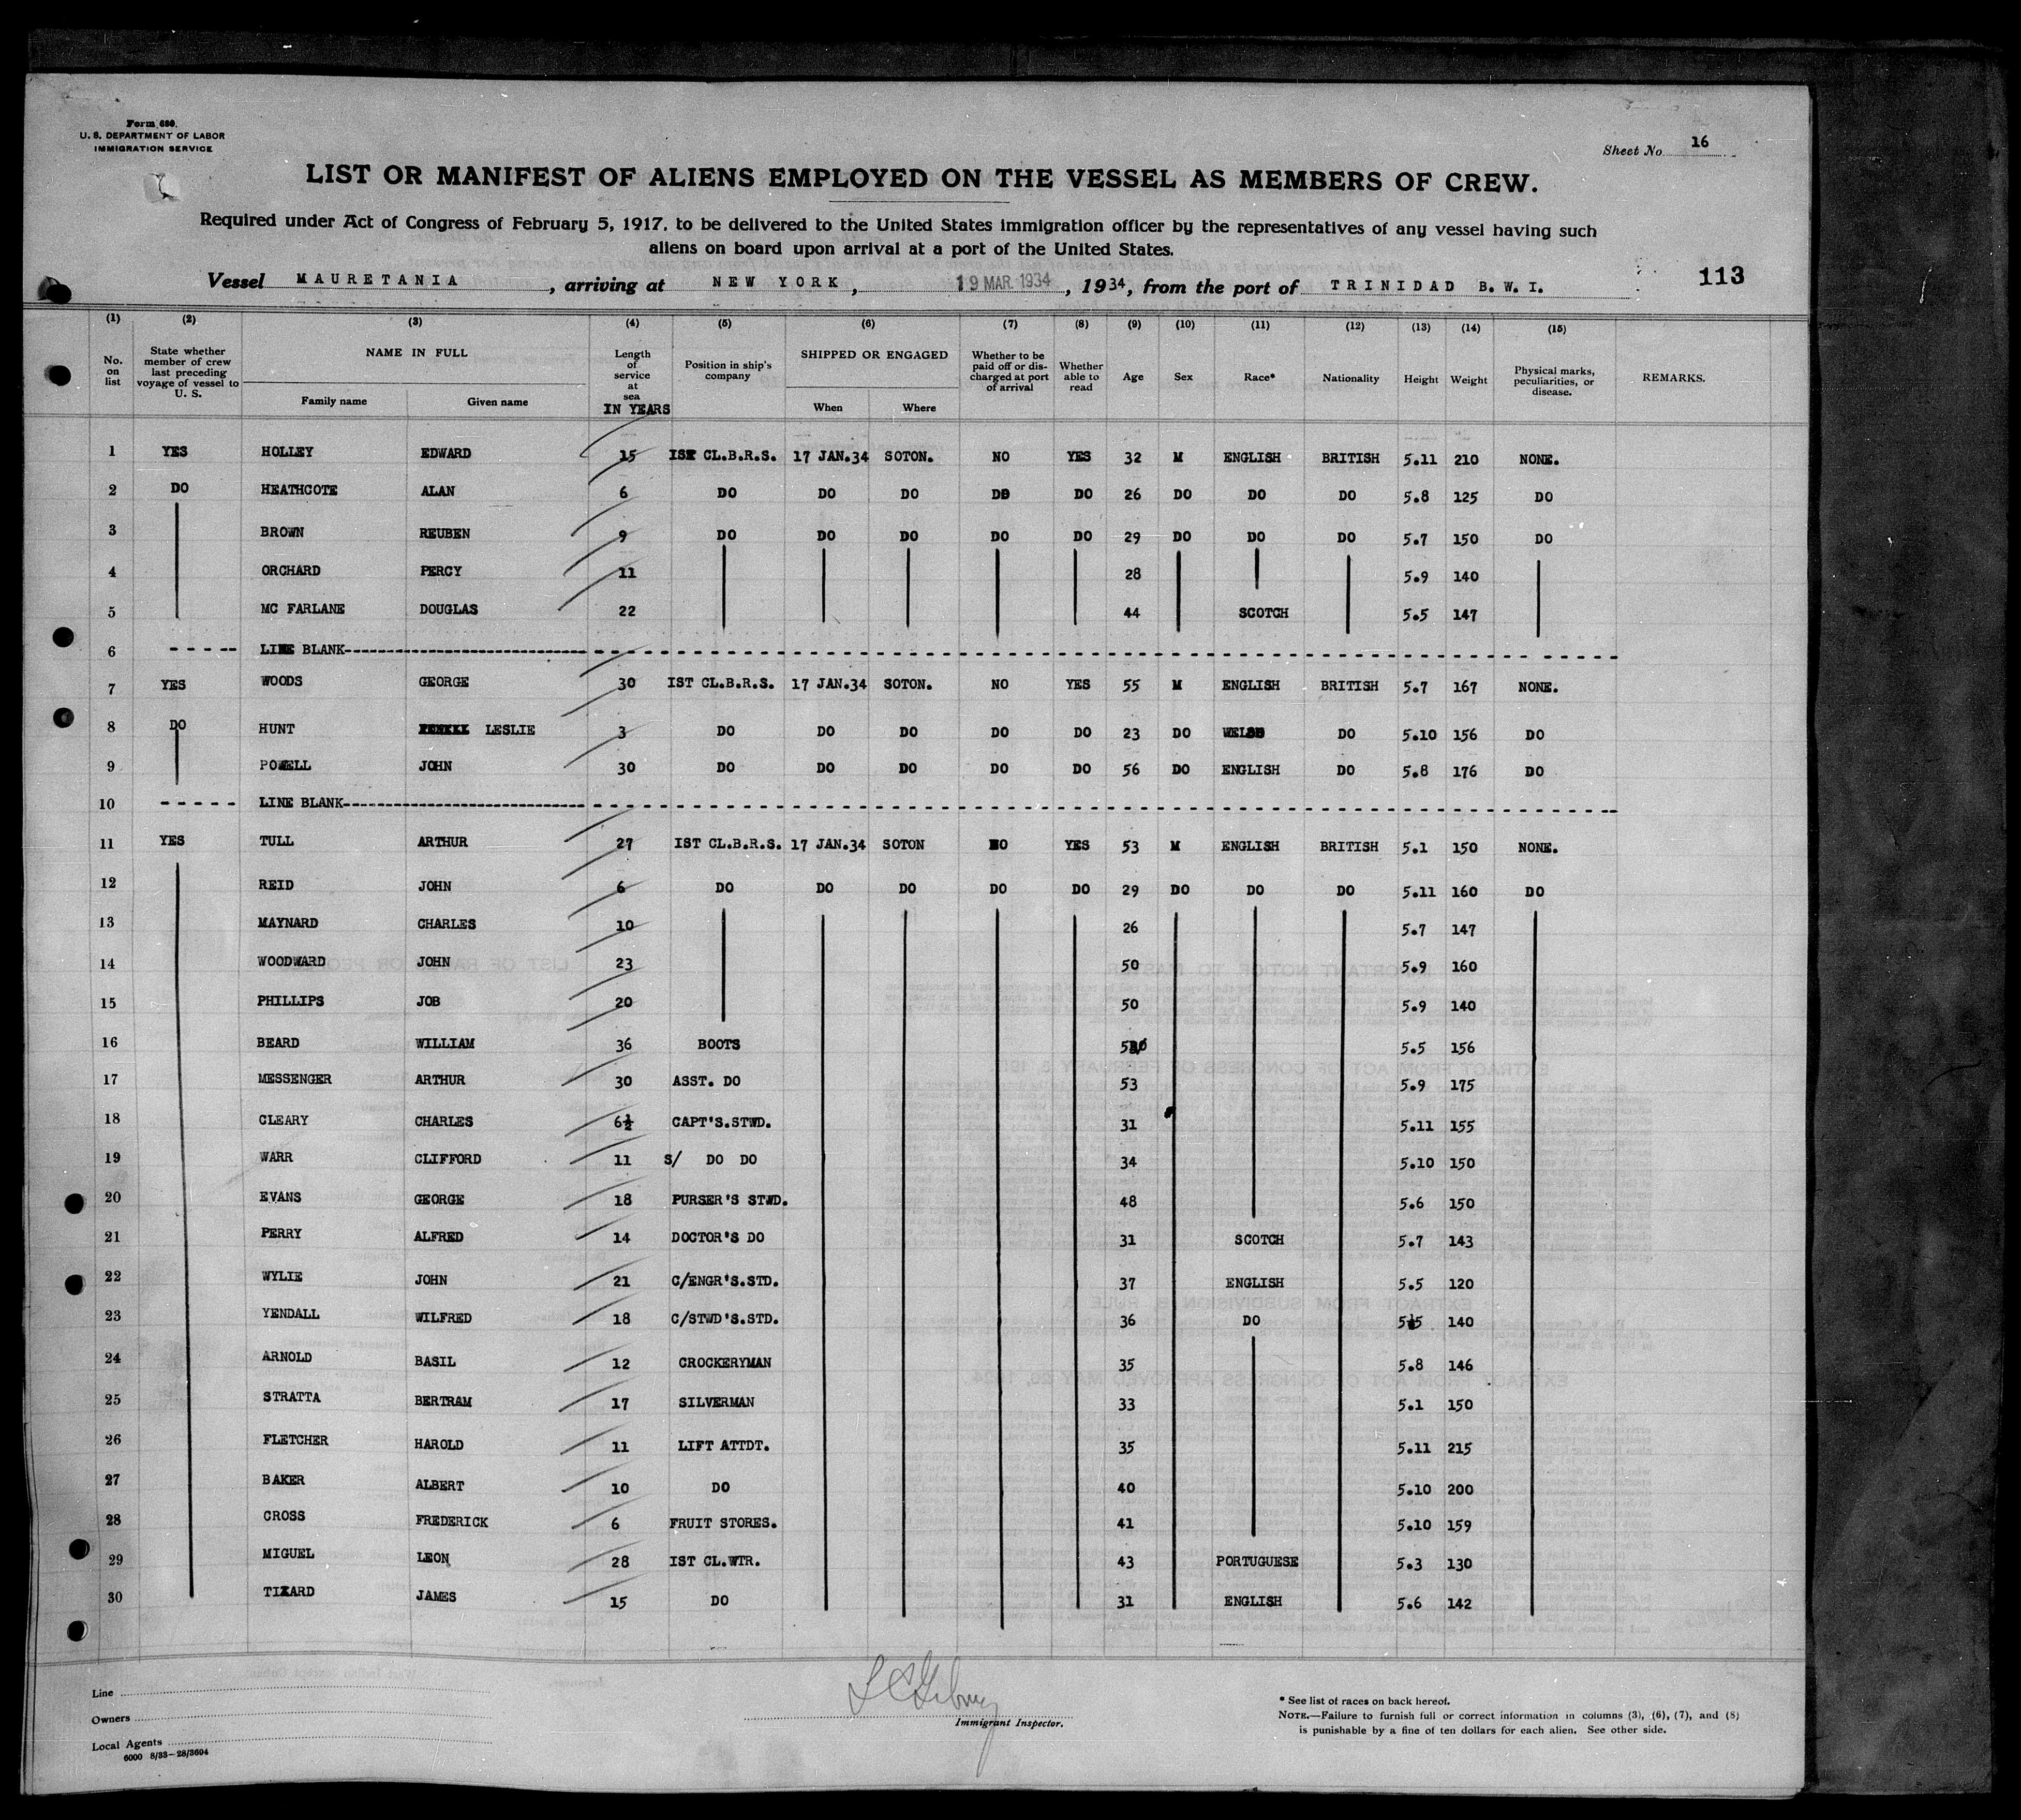 Form 680.
U. S. DEPARTMENT OF LABOR
IMMIGRATION SERVICE
Sheet No. 16
LIST OR MANIFEST OF ALIENS EMPLOYED ON THE VESSEL AS MEMBERS OF CREW.
Required under Act of Congress of February 5, 1917, to be delivered to the United States immigration officer by the representatives of any vessel having such
aliens on board upon arrival at a port of the United States.
Vessel MAURETANIA, arriving at NEW YORK, 19 MAR. 1934, 1934, from the port of TRINIDAD B. W. I. 113
(1) (2) (3) (4) (5) (6) (7) (8) (9) (10) (11) (12) (13) (14) (15)
No. on list State whether member of crew last preceding voyage of vessel to U. S. NAME IN FULL Family name Given name Length of service at sea IN YEARS Position in ship's company SHIPPED OR ENGAGED When Where Whether to be paid off or discharged at port of arrival Whether able to read Age Sex Race* Nationality Height Weight Physical marks, peculiarities, or disease. REMARKS.
1 YES HOLLEY EDWARD 15 IST CL.B.R.S. 17 JAN.34 SOTON. NO YES 32 M ENGLISH BRITISH 5.11 210 NONE.
2 DO HEATHCOTE ALAN 6 DO DO DO DO DO 26 DO DO DO 5.8 125 DO
3 BROWN REUBEN 9 DO DO DO DO DO 29 DO DO DO 5.7 150 DO
4 ORCHARD PERCY 11 28 5.9 140
5 MC FARLANE DOUGLAS 22 44 SCOTCH 5.5 147
6 ----- LINE BLANK-----
7 YES WOODS GEORGE 30 IST CL.B.R.S. 17 JAN.34 SOTON. NO YES 55 M ENGLISH BRITISH 5.7 167 NONE.
8 DO HUNT LESLIE 3 DO DO DO DO DO 23 DO WELSH DO 5.10 156 DO
9 POWELL JOHN 30 DO DO DO DO DO 56 DO ENGLISH DO 5.8 176 DO
10 ----- LINE BLANK-----
11 YES TULL ARTHUR 27 IST CL.B.R.S. 17 JAN.34 SOTON NO YES 53 M ENGLISH BRITISH 5.1 150 NONE.
12 REID JOHN 6 DO DO DO DO DO 29 DO DO DO 5.11 160 DO
13 MAYNARD CHARLES 10 26 5.7 147
14 WOODWARD JOHN 23 50 5.9 160
15 PHILLIPS JOB 20 50 5.9 140
16 BEARD WILLIAM 36 BOOTS 5.5 156
17 MESSENGER ARTHUR 30 ASST. DO 53 5.9 175
18 CLEARY CHARLES 6½ CAPT'S.STWD. 31 5.11 155
19 WARR CLIFFORD 11 S/ DO DO 34 5.10 150
20 EVANS GEORGE 18 PURSER'S STWD. 48 5.6 150
21 PERRY ALFRED 14 DOCTOR'S DO 31 SCOTCH 5.7 143
22 WYLIE JOHN 21 C/ENGR'S.STD. 37 ENGLISH 5.5 120
23 YENDALL WILFRED 18 C/STWD'S.STD. 36 DO 140
24 ARNOLD BASIL 12 CROCKERYMAN 35 5.8 146
25 STRATTA BERTRAM 17 SILVERMAN 33 5.1 150
26 FLETCHER HAROLD 11 LIFT ATTDT. 35 5.11 215
27 BAKER ALBERT 10 DO 40 5.10 200
28 CROSS FREDERICK 6 FRUIT STORES. 41 5.10 159
29 MIGUEL LEON 28 IST CL.WTR. 43 PORTUGUESE 5.3 130
30 TIZARD JAMES 15 DO 31 ENGLISH 5.6 142
Line
Owners
Local Agents
6000 8/33-28/3604
Immigrant Inspector.
* See list of races on back hereof.
NOTE.—Failure to furnish full or correct information in columns (3), (6), (7), and (8)
is punishable by a fine of ten dollars for each alien. See other side.